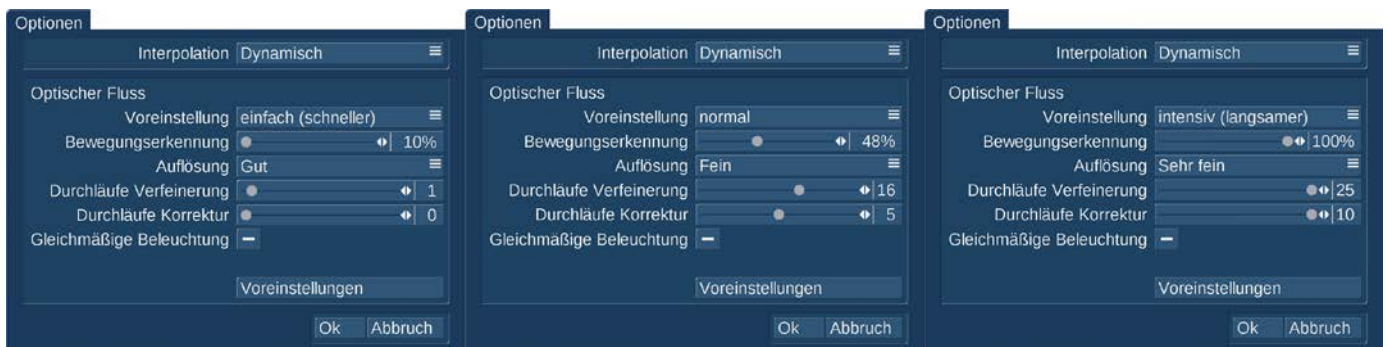 Optionen
Interpolation Dynamisch
Optischer Fluss
Voreinstellung einfach (schneller)
Bewegungserkennung 10%
Auflösung Gut
Durchläufe Verfeinerung 1
Durchläufe Korrektur 0
Gleichmäßige Beleuchtung
Voreinstellungen
Ok Abbruch
Optionen
Interpolation Dynamisch
Optischer Fluss
Voreinstellung normal
Bewegungserkennung 48%
Auflösung Fein
Durchläufe Verfeinerung 16
Durchläufe Korrektur 5
Gleichmäßige Beleuchtung
Voreinstellungen
Ok Abbruch
Optionen
Interpolation Dynamisch
Optischer Fluss
Voreinstellung intensiv (langsamer)
Bewegungserkennung 100%
Auflösung Sehr fein
Durchläufe Verfeinerung 25
Durchläufe Korrektur 10
Gleichmäßige Beleuchtung
Voreinstellungen
Ok Abbruch